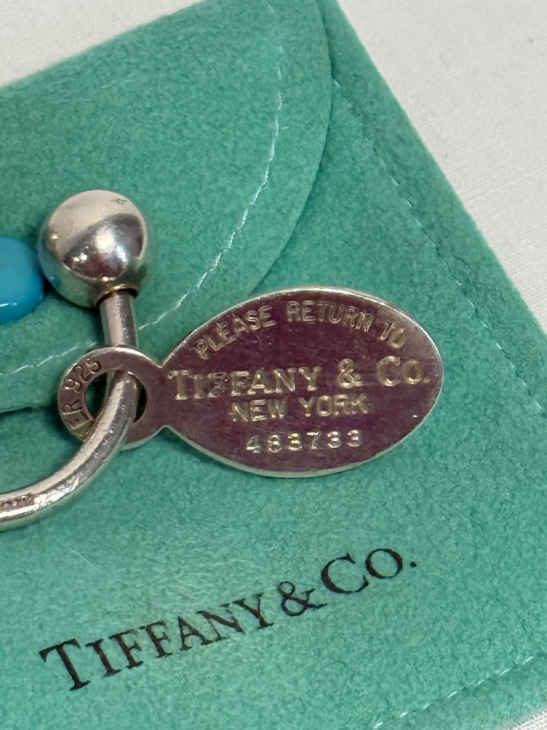 PLEASE RETURN TO
TIFFANY & CO.
NEW YORK
483733
925
TIFFANY & CO.